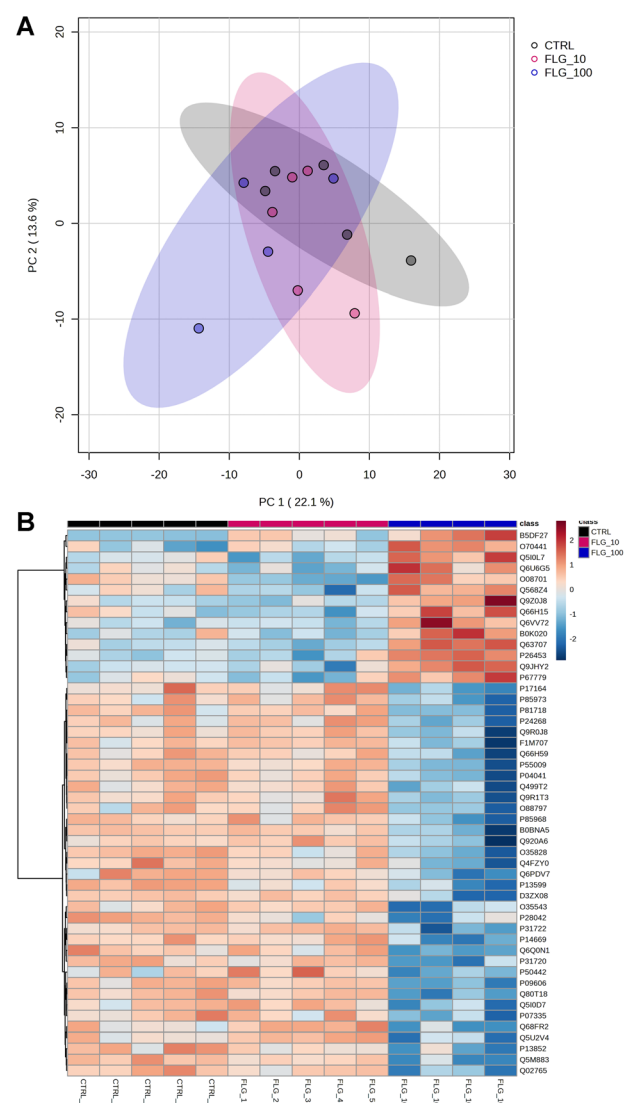 A
CTRL
FLG_10
FLG_100
20
10
0
-10
-20
PC 2 ( 13.6 %)
-30 -20 -10 0 10 20 30
PC 1 ( 22.1 %)
B
class
class
CTRL
FLG_10
FLG_100
2
1
0
-1
-2
B5DF27
O70441
Q5I0L7
Q6U6G5
O08701
Q568Z4
Q9Z0J8
Q66H15
Q6VV72
B0K020
Q63707
P26453
Q9JHY2
P67779
P17164
P85973
P81718
P24268
Q9R0J8
F1M707
Q66H59
P55009
P04041
Q499T2
Q9R1T3
O88797
P85968
B0BNA5
Q920A6
O35828
Q4FZY0
Q6PDV7
P13599
D3ZX08
O35543
P28042
P31722
P14669
Q6Q0N1
P31720
P50442
P09606
Q80T18
Q5I0D7
P07335
Q68FR2
Q5U2V4
P13852
Q5M883
Q02765
CTRL_ CTRL_ CTRL_ CTRL_ CTRL_ FLG_1 FLG_2 FLG_3 FLG_4 FLG_5 FLG_1 FLG_1 FLG_1 FLG_1